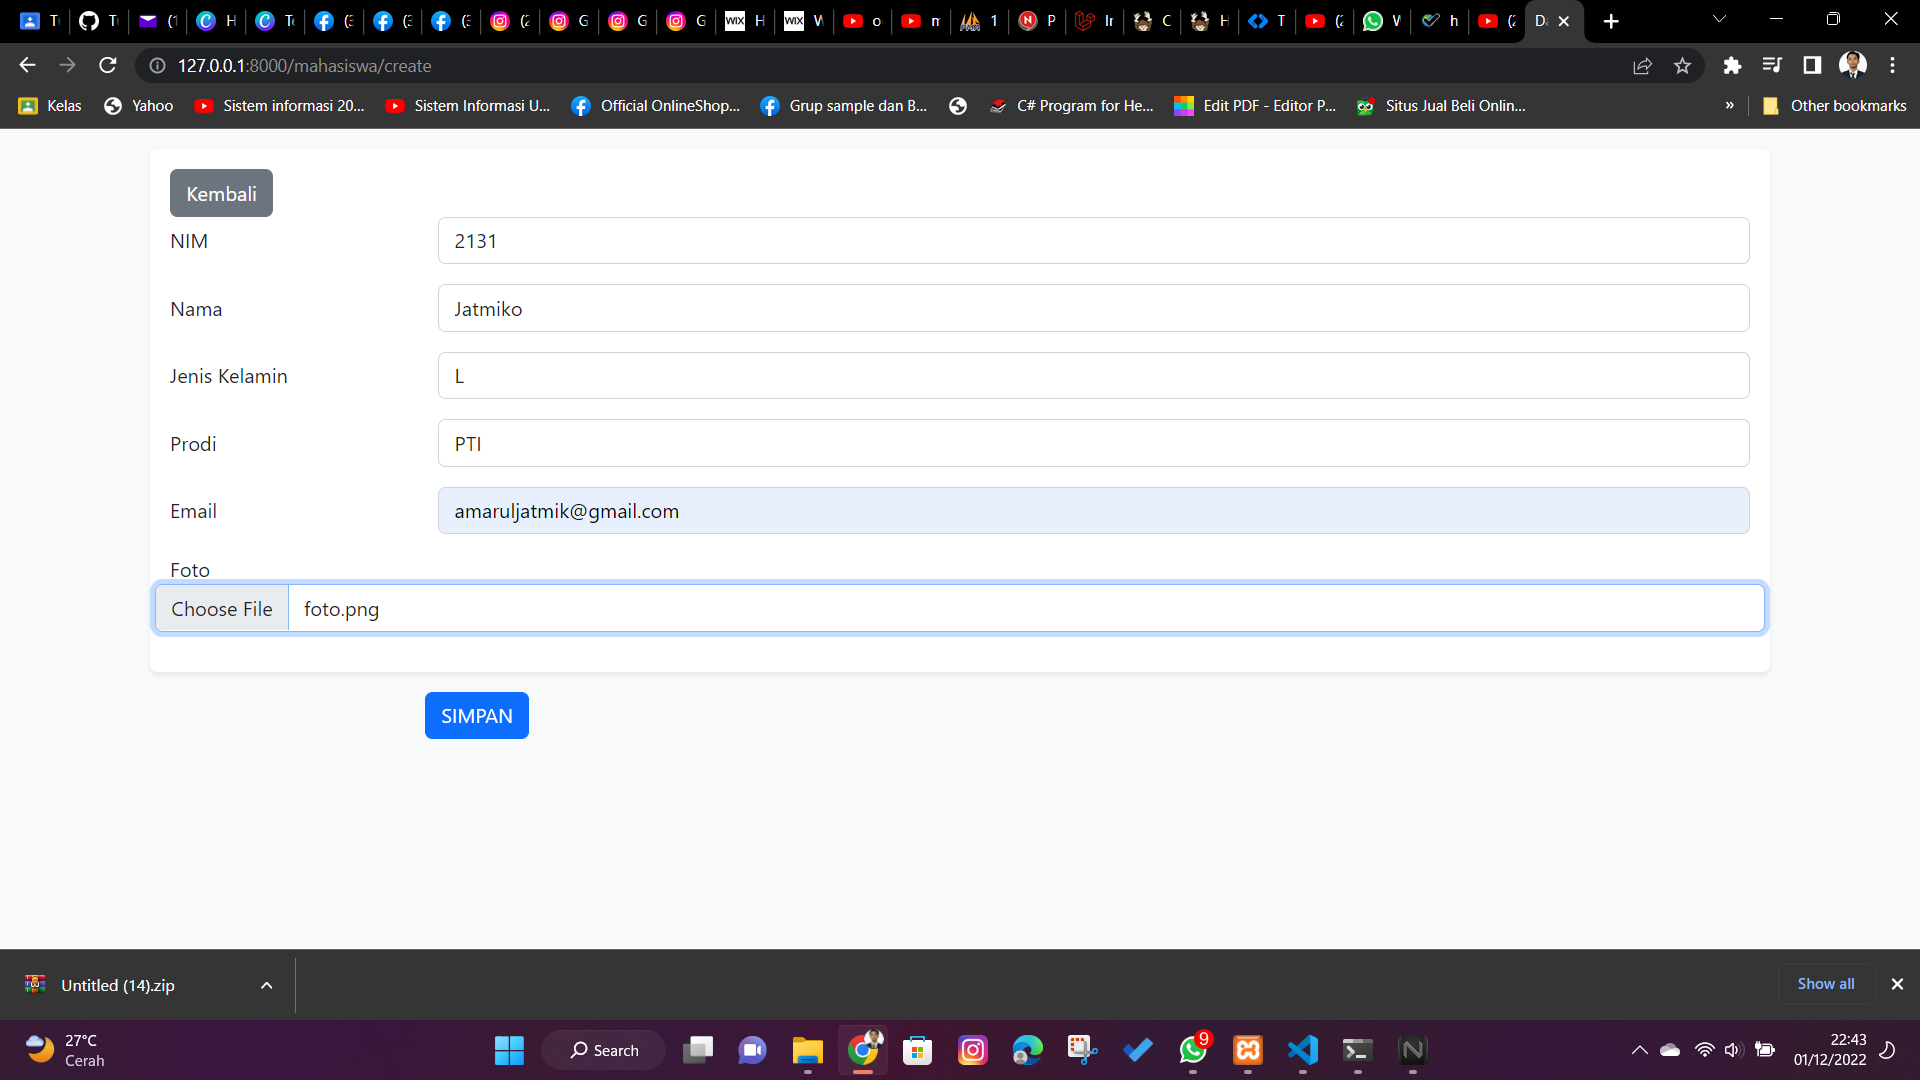 127.0.0.1:8000/mahasiswa/create
Kelas
Yahoo
Sistem informasi 20...
Sistem Informasi U...
Official OnlineShop...
Grup sample dan B...
C# Program for He...
Edit PDF - Editor P...
Situs Jual Beli Onlin...
»
Other bookmarks
Kembali
NIM
2131
Nama
Jatmiko
Jenis Kelamin
L
Prodi
PTI
Email
amaruljatmik@gmail.com
Foto
Choose File
foto.png
SIMPAN
Untitled (14).zip
Show all
27°C
Cerah
Search
9
22:43
01/12/2022